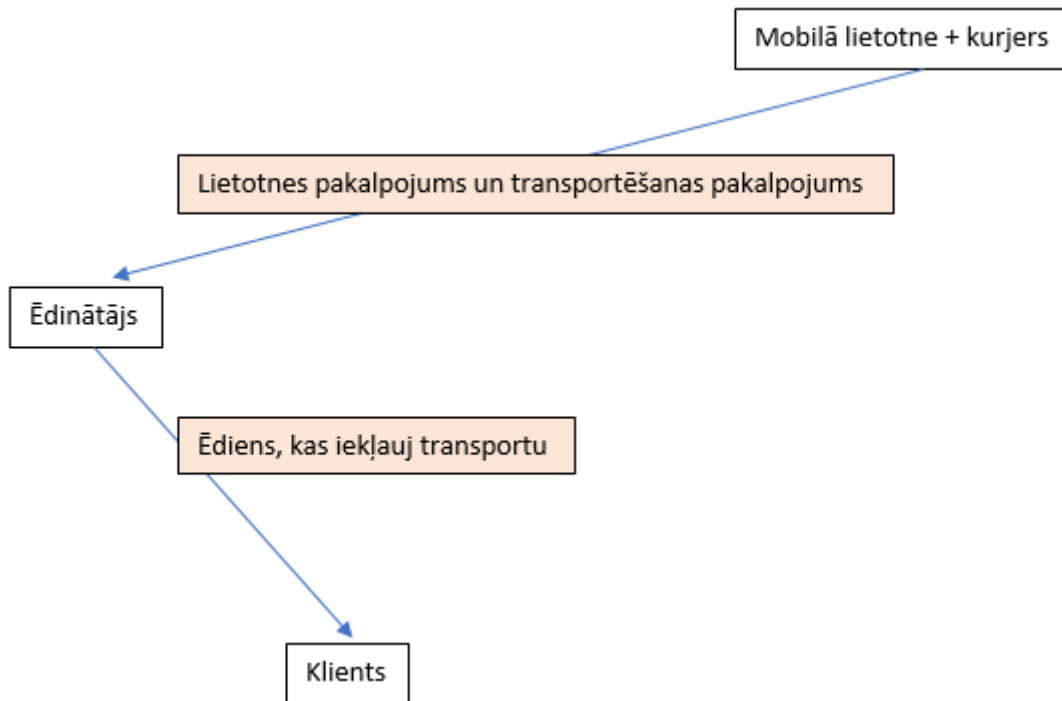 Mobilā lietotne + kurjers
Lietotnes pakalpojums un transportēšanas pakalpojums
Ēdinātājs
Ēdiens, kas iekļauj transportu
Klients